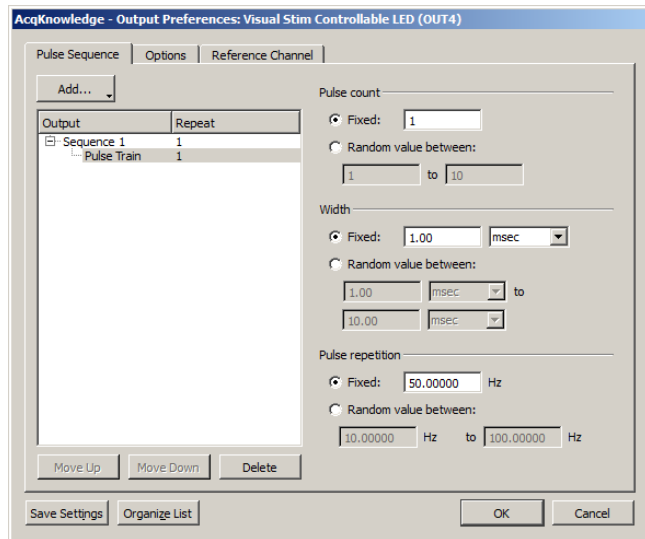 AcqKnowledge - Output Preferences: Visual Stim Controllable LED (OUT4)
Pulse Sequence
Options
Reference Channel
Add...
Output Repeat
Sequence 1 1
Pulse Train 1
Move Up
Move Down
Delete
Pulse count
Fixed: 1
Random value between:
1 to 10
Width
Fixed: 1.00 msec
Random value between:
1.00 msec to
10.00 msec
Pulse repetition
Fixed: 50.00000 Hz
Random value between:
10.00000 Hz to 100.00000 Hz
Save Settings
Organize List
OK
Cancel